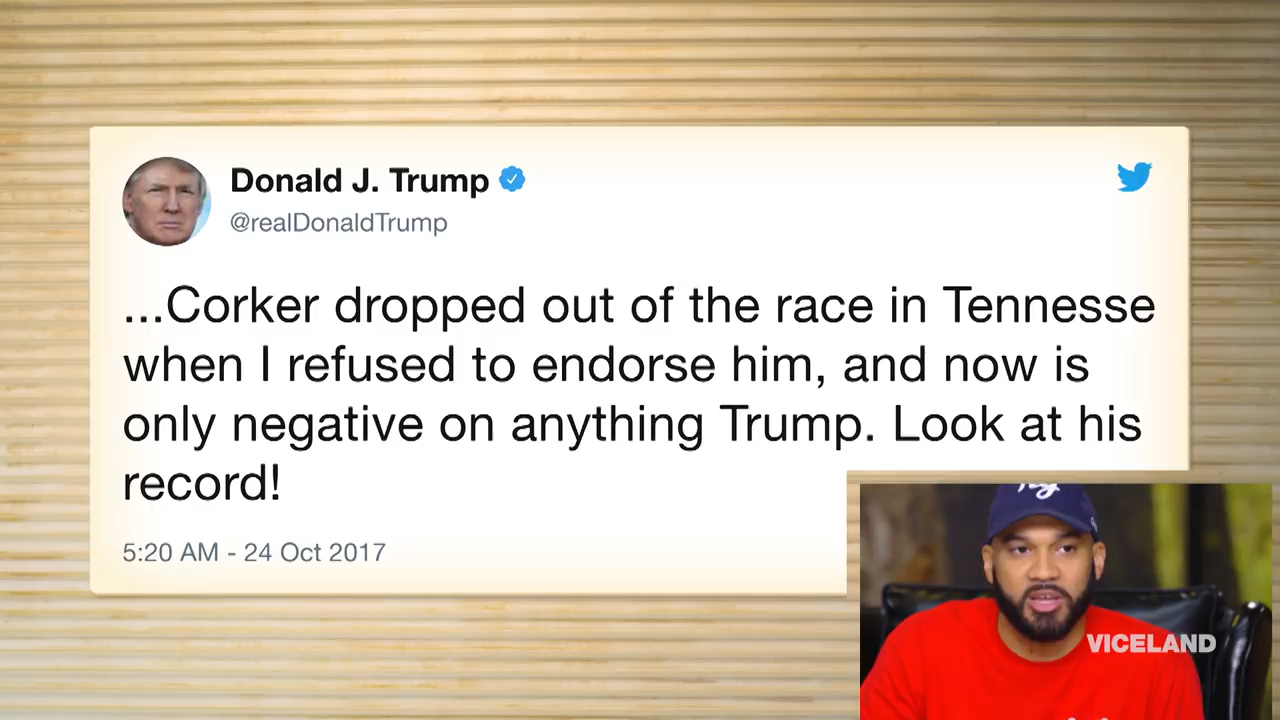 Donald J. Trump
@realDonaldTrump
...Corker dropped out of the race in Tennesse
when I refused to endorse him, and now is
only negative on anything Trump. Look at his
record!
5:20 AM - 24 Oct 2017
VICELAND